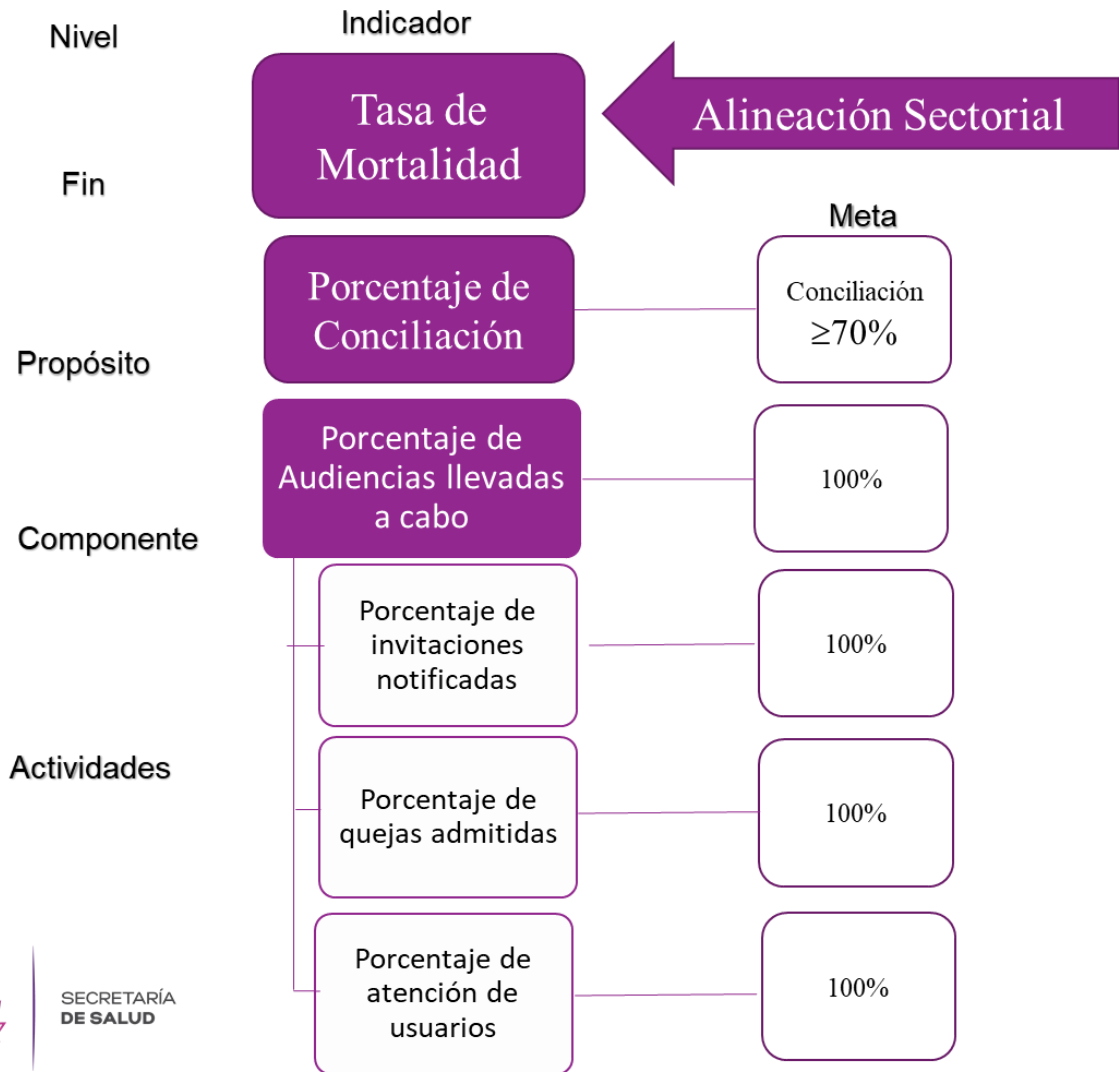 Nivel
Indicador
Tasa de
Mortalidad
Alineación Sectorial
Fin
Meta
Porcentaje de
Conciliación
Conciliación
≥70%
Propósito
Porcentaje de
Audiencias llevadas
a cabo
100%
Componente
Porcentaje de
invitaciones
notificadas
100%
Actividades
Porcentaje de
quejas admitidas
100%
Porcentaje de
atención de
usuarios
100%
SECRETARÍA
DE SALUD